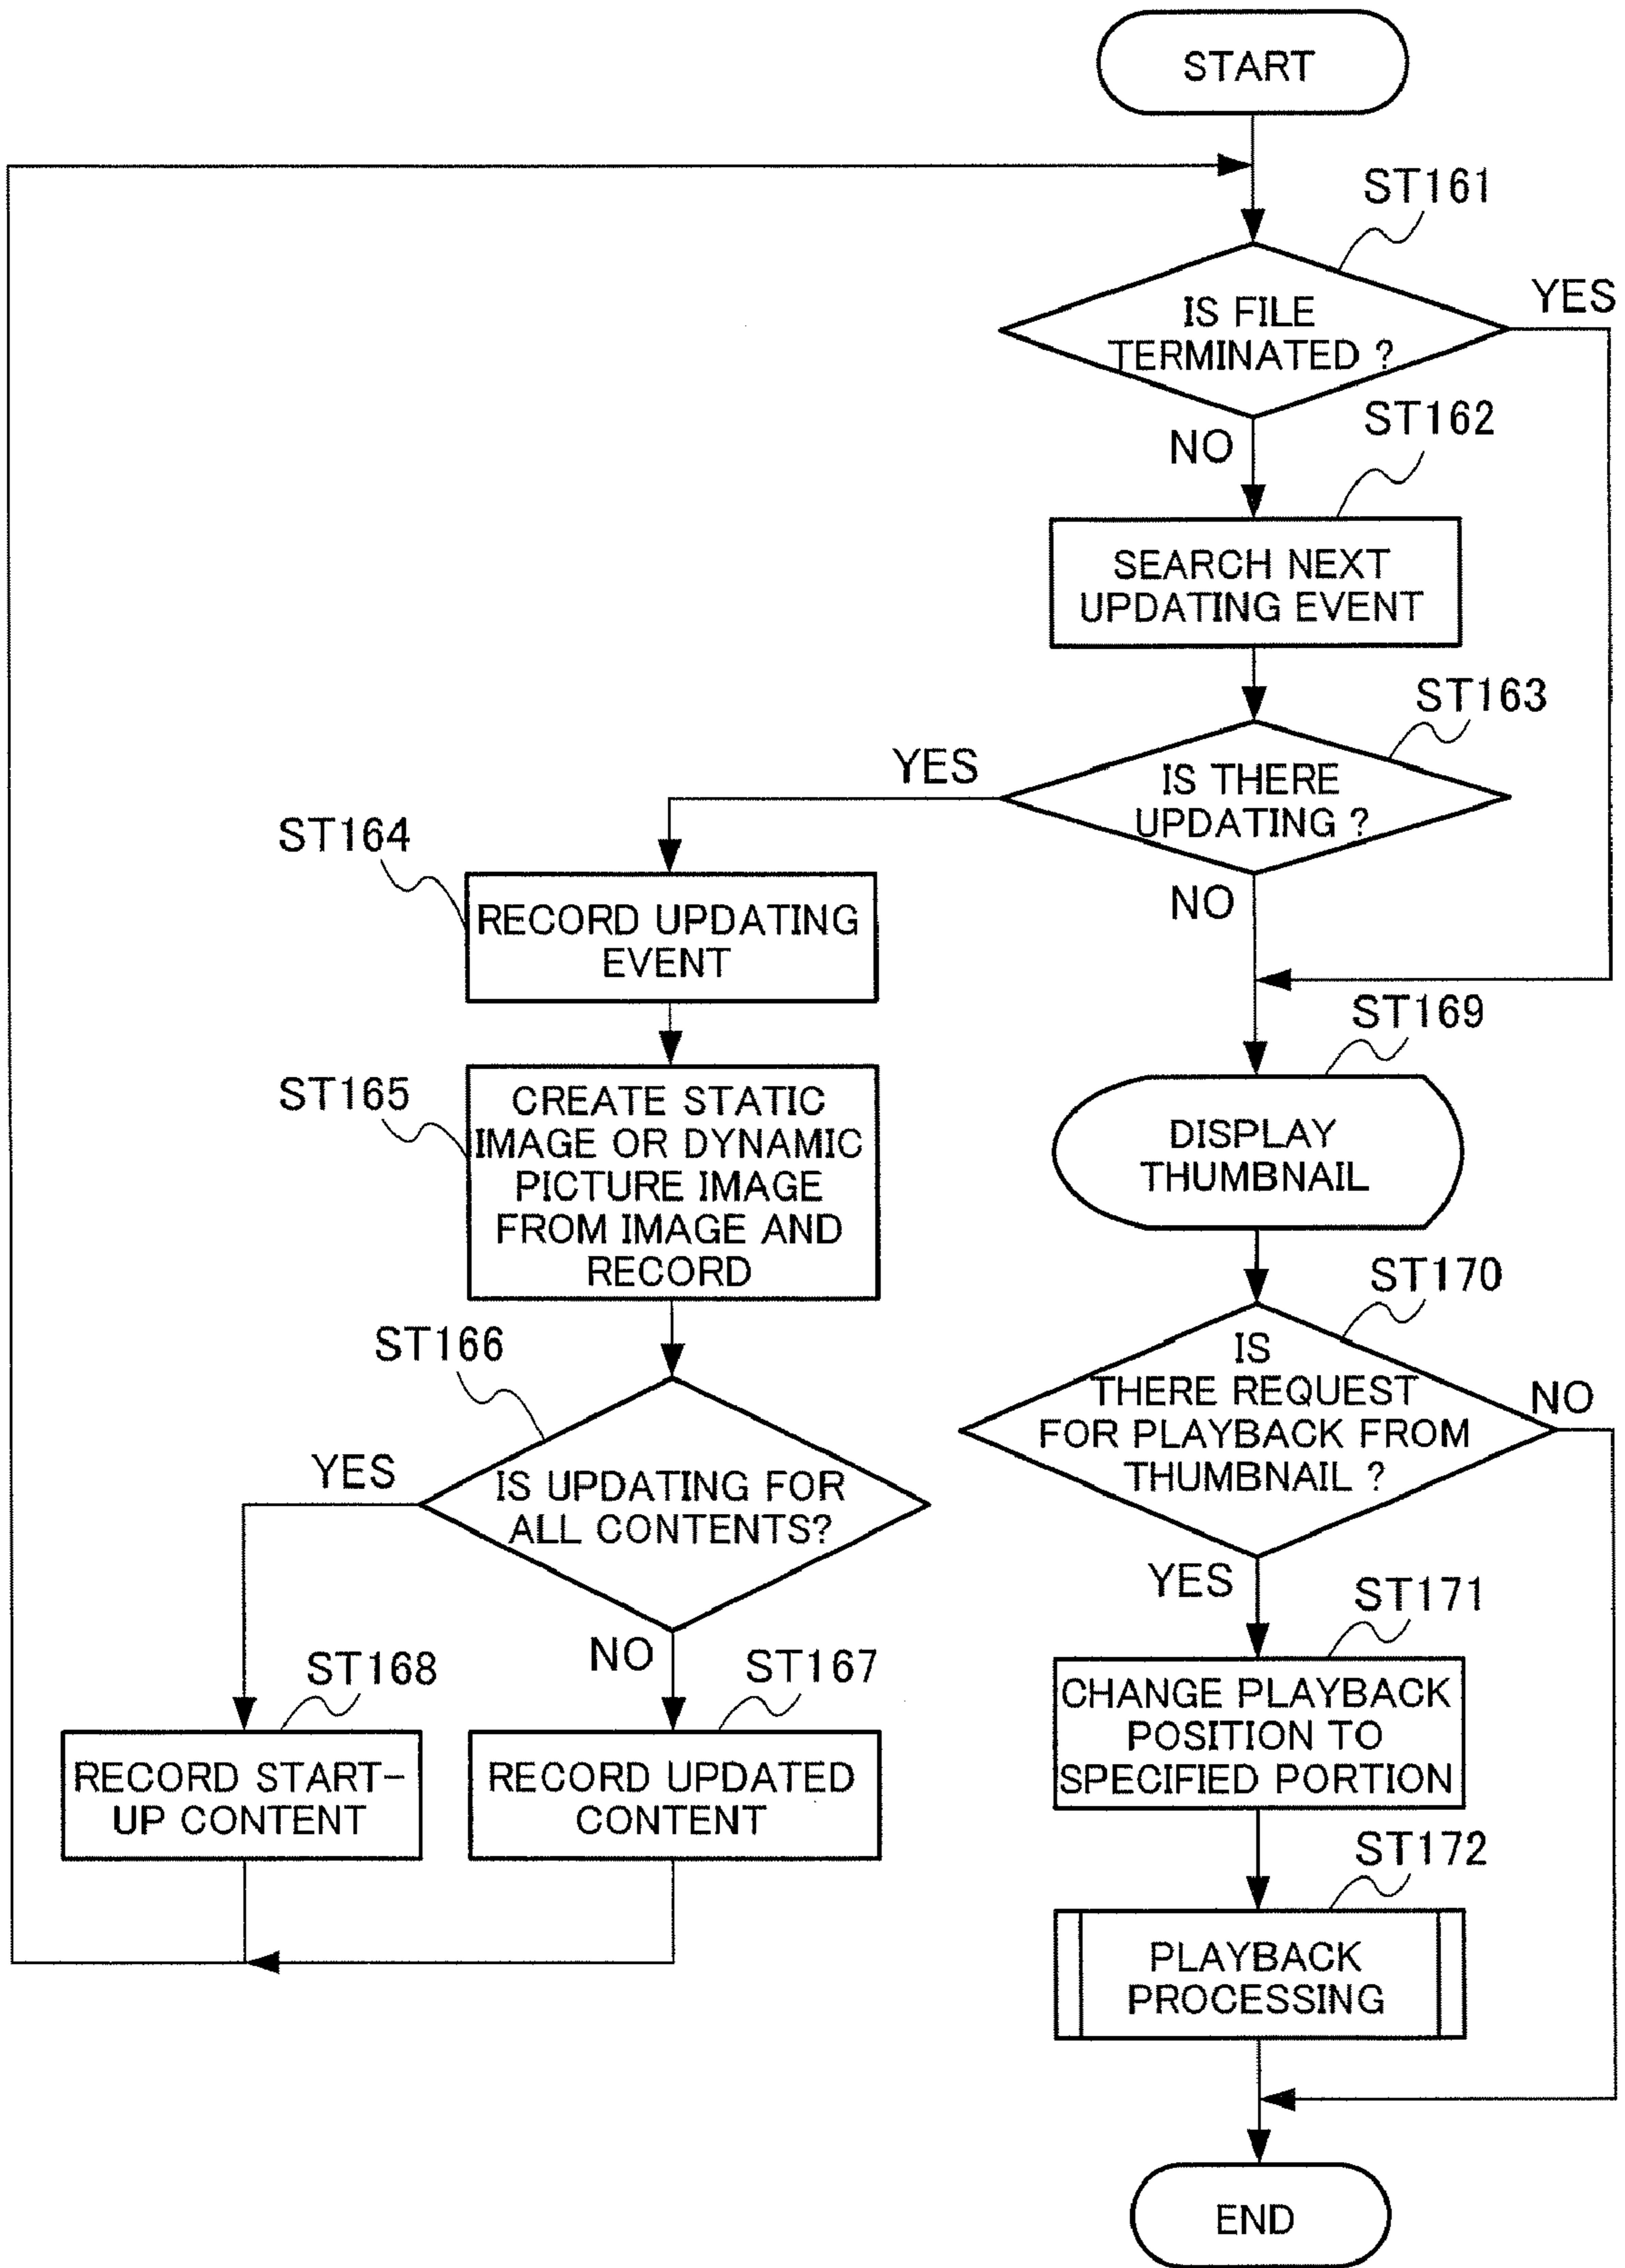 START
ST161
IS FILE
TERMINATED ?
YES
NO
ST162
SEARCH NEXT
UPDATING EVENT
ST163
IS THERE
UPDATING ?
YES
NO
ST164
RECORD UPDATING
EVENT
ST165
CREATE STATIC
IMAGE OR DYNAMIC
PICTURE IMAGE
FROM IMAGE AND
RECORD
ST166
IS UPDATING FOR
ALL CONTENTS?
YES
NO
ST168
RECORD START-
UP CONTENT
ST167
RECORD UPDATED
CONTENT
ST169
DISPLAY
THUMBNAIL
ST170
IS
THERE REQUEST
FOR PLAYBACK FROM
THUMBNAIL ?
NO
YES
ST171
CHANGE PLAYBACK
POSITION TO
SPECIFIED PORTION
ST172
PLAYBACK
PROCESSING
END